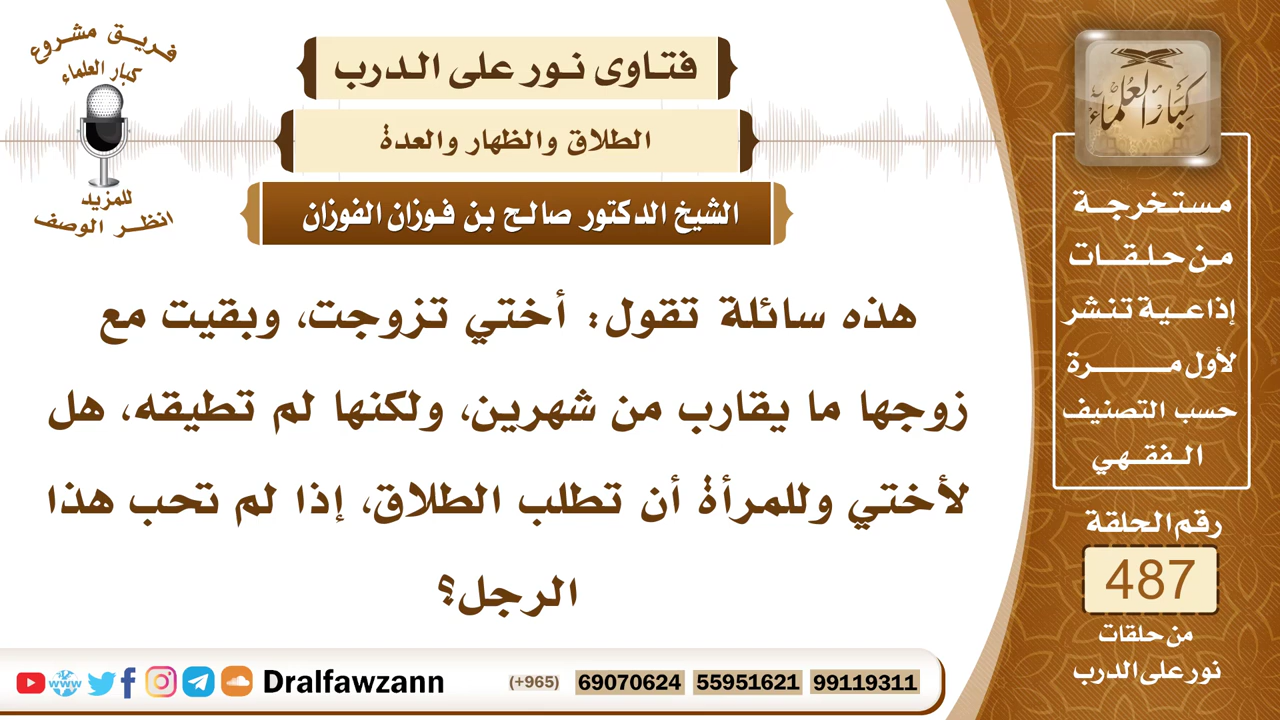 فريق مشروع
كبار العلماء
للمزيد
انظر الوصف
فتاوى نور على الدرب
الطلاق والظهار والعدة
الشيخ الدكتور صالح بن فوزان الفوزان
هذه سائلة تقول: أختي تزوجت، وبقيت مع
زوجها ما يقارب من شهرين، ولكنها لم تطيقه، هل
لأختي وللمرأة أن تطلب الطلاق، إذا لم تحب هذا
الرجل؟
كبار العلماء
مستخرجة
من حلقات
إذاعية تنشر
لأول مرة
حسب التصنيف
الفقهي
رقم الحلقة
487
من حلقات
نور على الدرب
www Dralfawzann (+965) 69070624 55951621 99119311